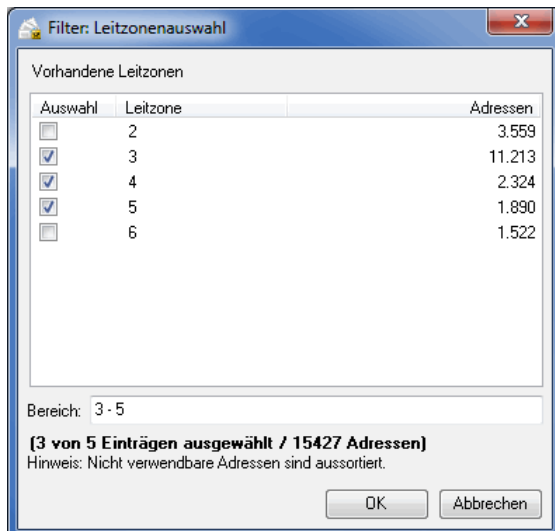 Filter: Leitzonenauswahl
Vorhandene Leitzonen
Auswahl Leitzone Adressen
2 3.559
3 11.213
4 2.324
5 1.890
6 1.522
Bereich: 3 - 5
(3 von 5 Einträgen ausgewählt / 15427 Adressen)
Hinweis: Nicht verwendbare Adressen sind aussortiert.
OK Abbrechen